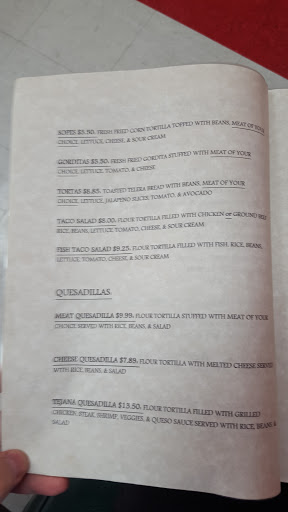 SOPES $3.50. FRESH FRIED CORN TORTILLA TOPPED WITH BEANS, MEAT OF YOUR
CHOICE, LETTUCE, CHEESE, & SOUR CREAM
GORDITAS $3.50. FRESH FRIED GORDITA STUFFED WITH MEAT OF YOUR
CHOICE, LETTUCE, TOMATO, & CHEESE
TORTAS $8.85. TOASTED TELERA BREAD WITH BEANS, MEAT OF YOUR
CHOICE, LETTUCE, JALAPENO SLICES, TOMATO, & AVOCADO
TACO SALAD $8.00. FLOUR TORTILLA FILLED WITH CHICKEN or GROUND BEEF
RICE, BEANS, LETTUCE, TOMATO, CHEESE, & SOUR CREAM
FISH TACO SALAD $9.25. FLOUR TORTILLA FILLED WITH FISH, RICE, BEANS,
LETTUCE, TOMATO, CHEESE, & SOUR CREAM
QUESADILLAS
MEAT QUESADILLA $9.99. FLOUR TORTILLA STUFFED WITH MEAT OF YOUR
CHOICE SERVED WITH RICE, BEANS, & SALAD
CHEESE QUESADILLA $7.89. FLOUR TORTILLA WITH MELTED CHEESE SERVED
WITH RICE, BEANS, & SALAD
TEJANA QUESADILLA $13.50. FLOUR TORTILLA FILLED WITH GRILLED
CHICKEN, STEAK, SHRIMP, VEGGIES, & QUESO SAUCE SERVED WITH RICE, BEANS &
SALAD